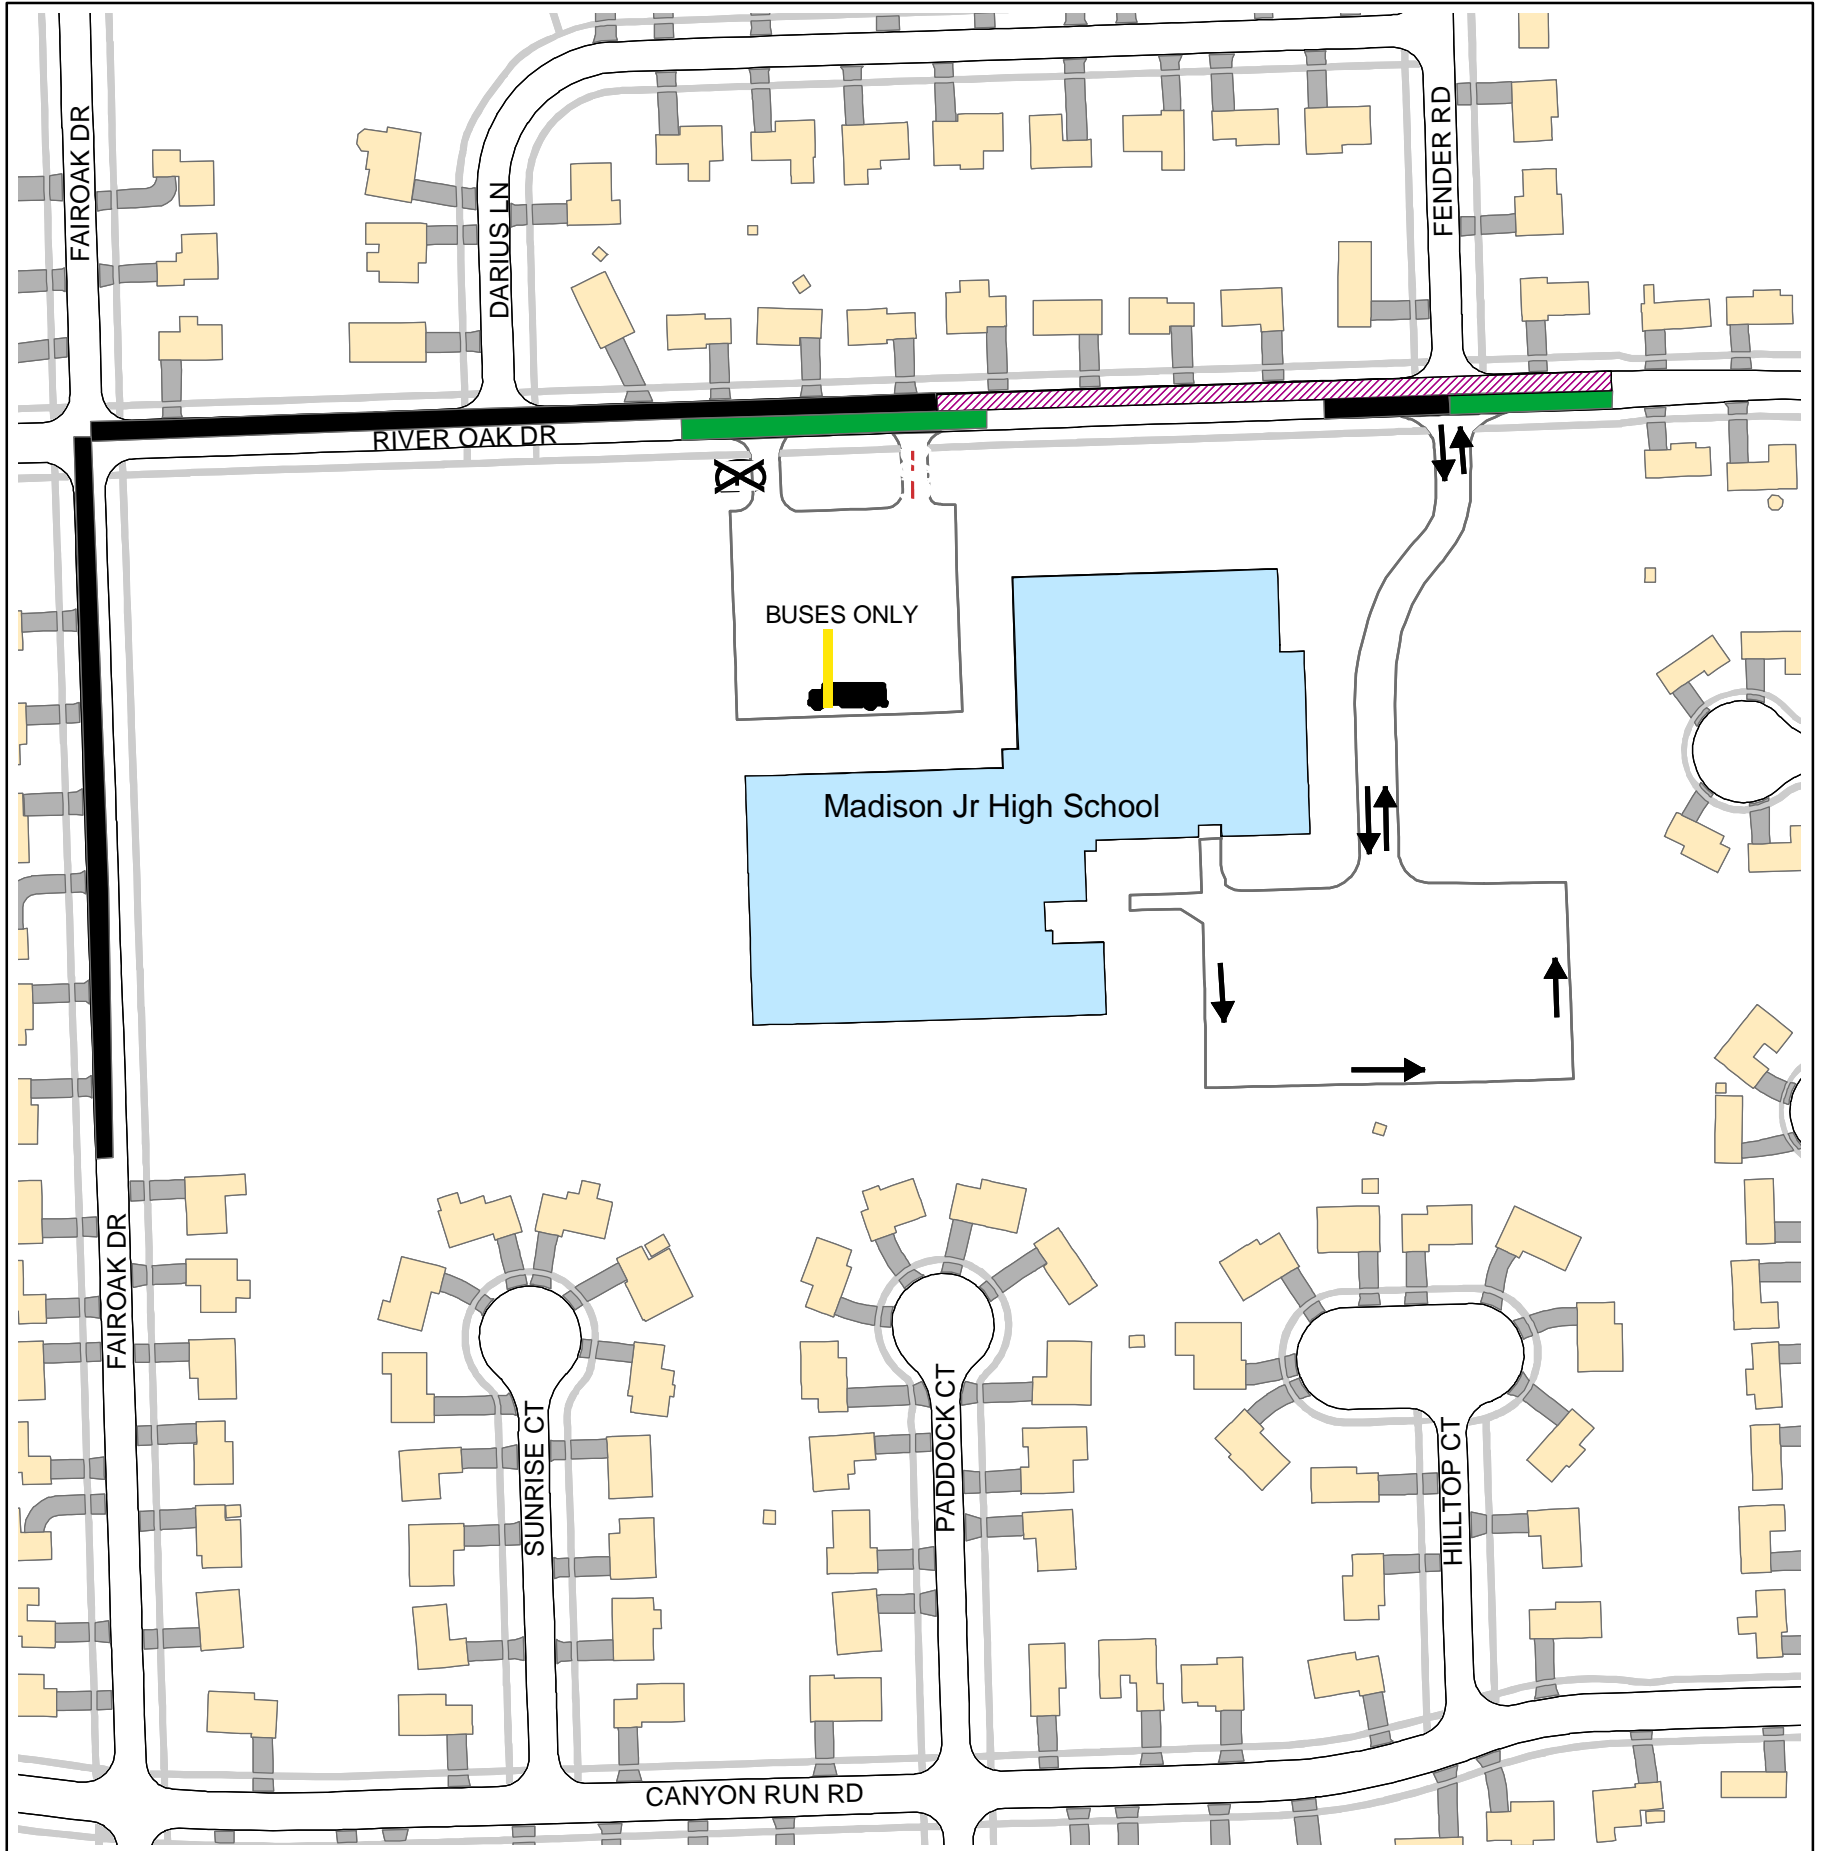 FAIROAK DR
DARIUS LN
FENDER RD
RIVER OAK DR
BUSES ONLY
Madison Jr High School
FAIROAK DR
SUNRISE CT
PADDOCK CT
HILLTOP CT
CANYON RUN RD